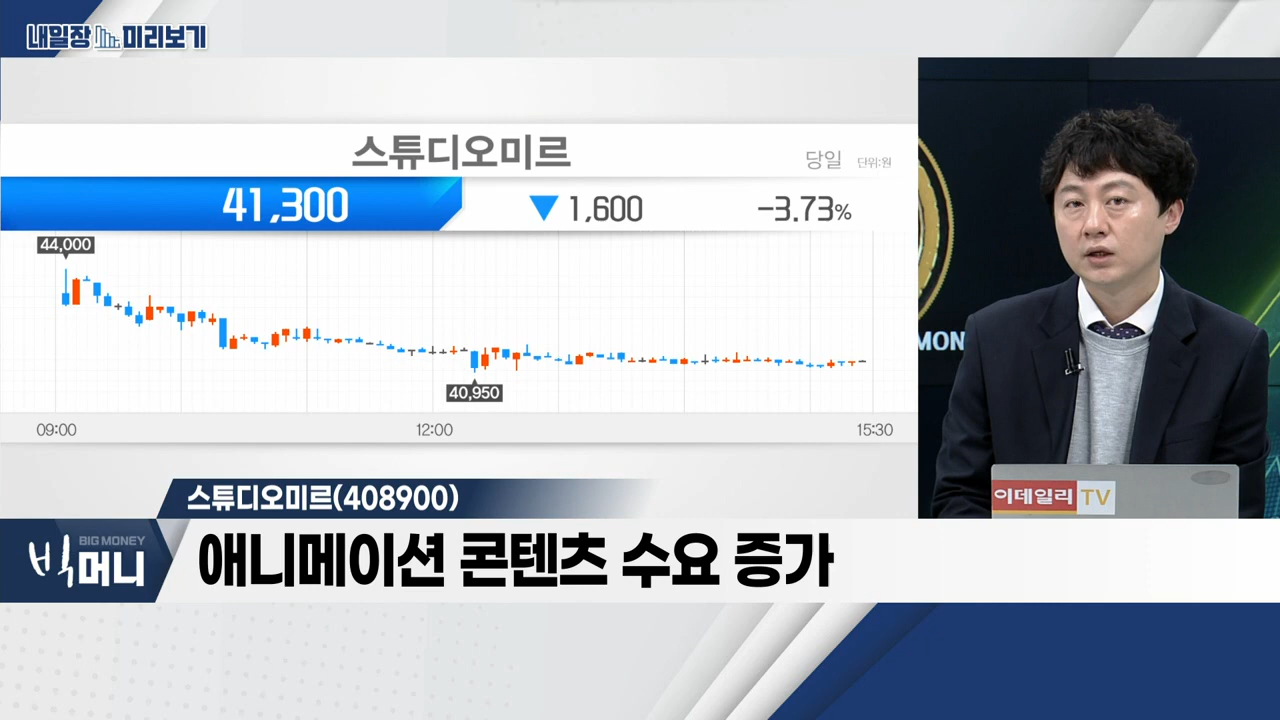 내일장 미리보기
스튜디오미르
당일 단위:원
41,300 ▼ 1,600 -3.73%
44,000
40,950
09:00 12:00 15:30
MON
이데일리 TV
스튜디오미르(408900)
BIG MONEY
빅머니
애니메이션 콘텐츠 수요 증가